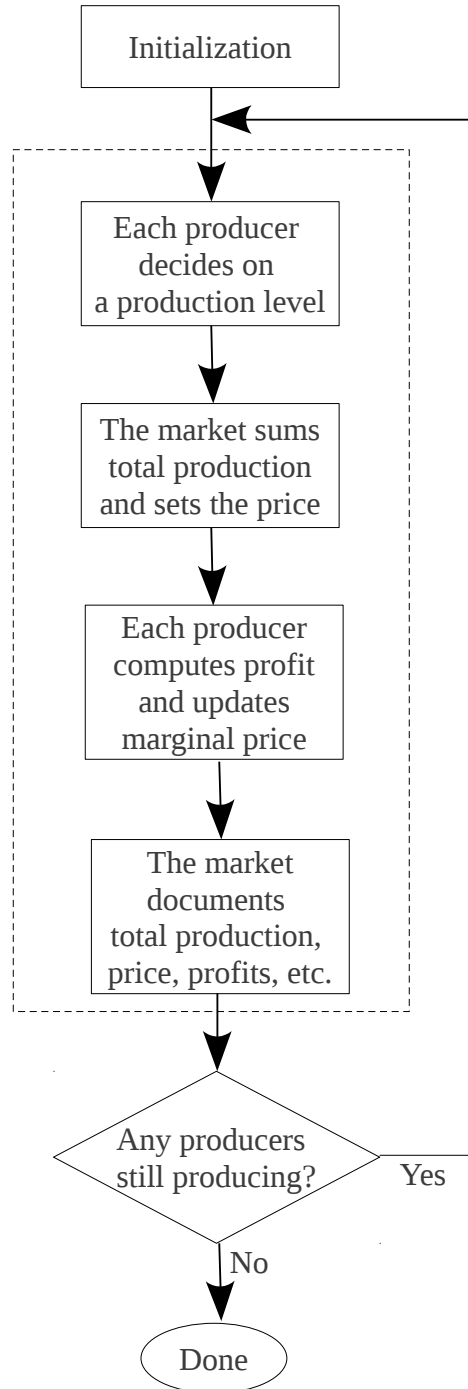 Initialization
Each producer
decides on
a production level
The market sums
total production
and sets the price
Each producer
computes profit
and updates
marginal price
The market
documents
total production,
price, profits, etc.
Any producers
still producing?
Yes
No
Done